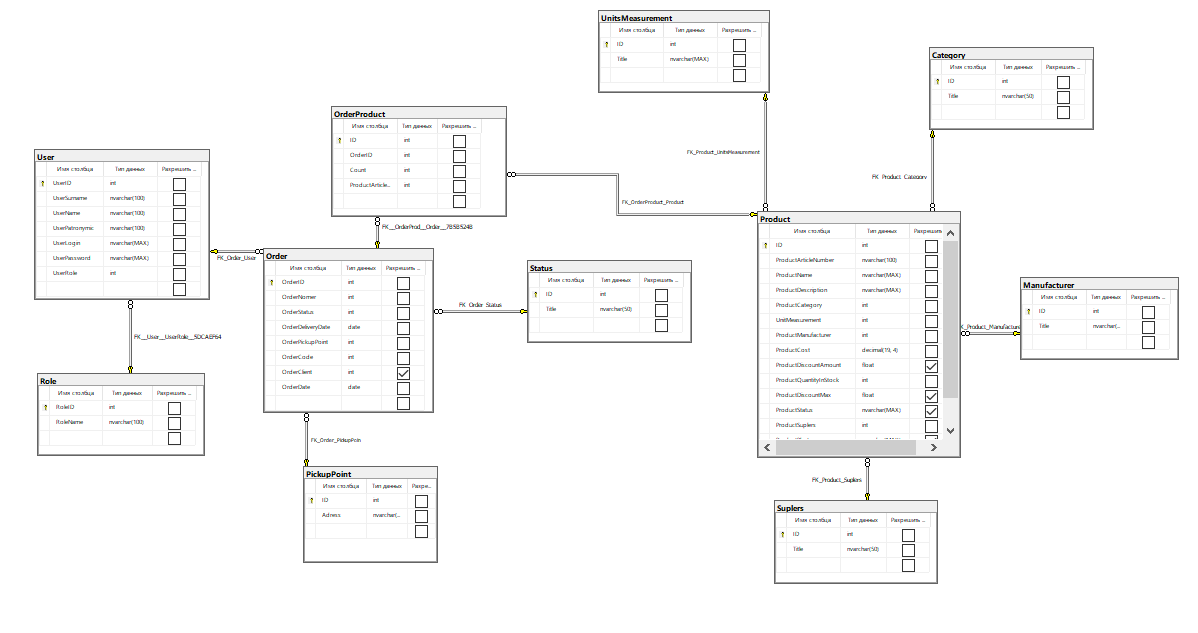 UnitsMeasurement
Имя столбца Тип данных Разрешить ...
ID int
Title nvarchar(MAX)
Category
Имя столбца Тип данных Разрешить ...
ID int
Title nvarchar(50)
OrderProduct
Имя столбца Тип данных Разрешить ...
ID int
OrderID int
Count int
ProductArticle... int
User
Имя столбца Тип данных Разрешить ...
UserID int
UserSurname nvarchar(100)
UserName nvarchar(100)
UserPatronymic nvarchar(100)
UserLogin nvarchar(MAX)
UserPassword nvarchar(MAX)
UserRole int
FK_Product_UnitsMeasurement
FK_Product_Category
FK_OrderProduct_Product
FK__OrderProd__Order__7B5B524B
FK_Order_User
Product
Имя столбца Тип данных Разрешить
ID int
ProductArticleNumber nvarchar(100)
ProductName nvarchar(MAX)
ProductDescription nvarchar(MAX)
ProductCategory int
UnitMeasurement int
ProductManufacturer int
ProductCost decimal(19, 4)
ProductDiscountAmount float
ProductQuantityInStock int
ProductDiscountMax float
ProductStatus nvarchar(MAX)
ProductSuplers int
Order
Имя столбца Тип данных Разрешить ...
OrderID int
OrderNomer int
OrderStatus int
OrderDeliveryDate date
OrderPickupPoint int
OrderCode int
OrderClient int
OrderDate date
Status
Имя столбца Тип данных Разрешить ...
ID int
Title nvarchar(50)
FK_Order_Status
Manufacturer
Имя столбца Тип данных Разрешить ...
ID int
Title nvarchar(...
K_Product_Manufacture
FK__User__UserRole__5DCAEF64
Role
Имя столбца Тип данных Разрешить ...
RoleID int
RoleName nvarchar(100)
FK_Order_PickupPoin
PickupPoint
Имя столбца Тип данных Разре...
ID int
Adress nvarchar(...
FK_Product_Suplers
Suplers
Имя столбца Тип данных Разрешить ...
ID int
Title nvarchar(50)